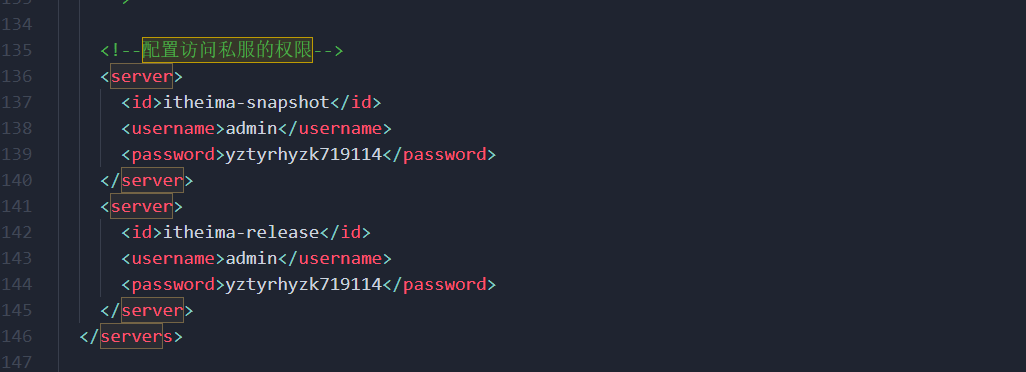 134
135 <!--配置访问私服的权限-->
136 <server>
137 <id>itheima-snapshot</id>
138 <username>admin</username>
139 <password>yztyrhyzk719114</password>
140 </server>
141 <server>
142 <id>itheima-release</id>
143 <username>admin</username>
144 <password>yztyrhyzk719114</password>
145 </server>
146 </servers>
147